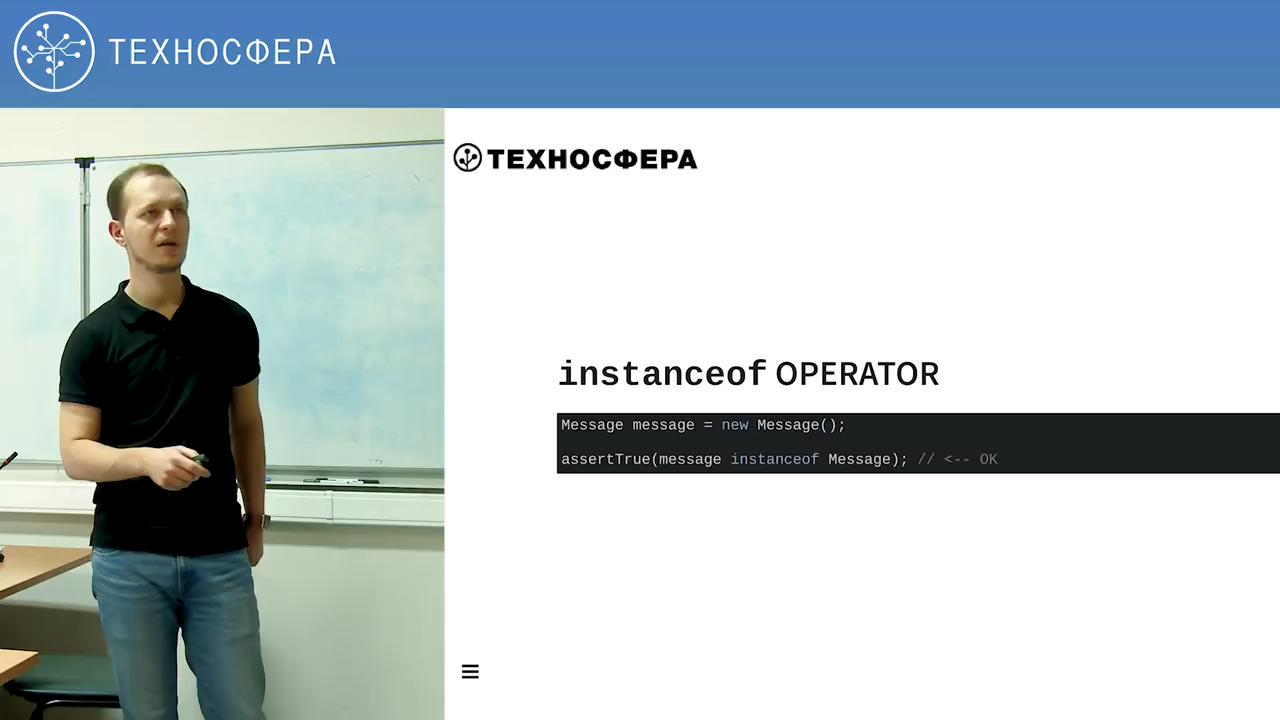 ТЕХНОСФЕРА
ТЕХНОСФЕРА
instanceof OPERATOR
Message message = new Message();
assertTrue(message instanceof Message); // <-- OK